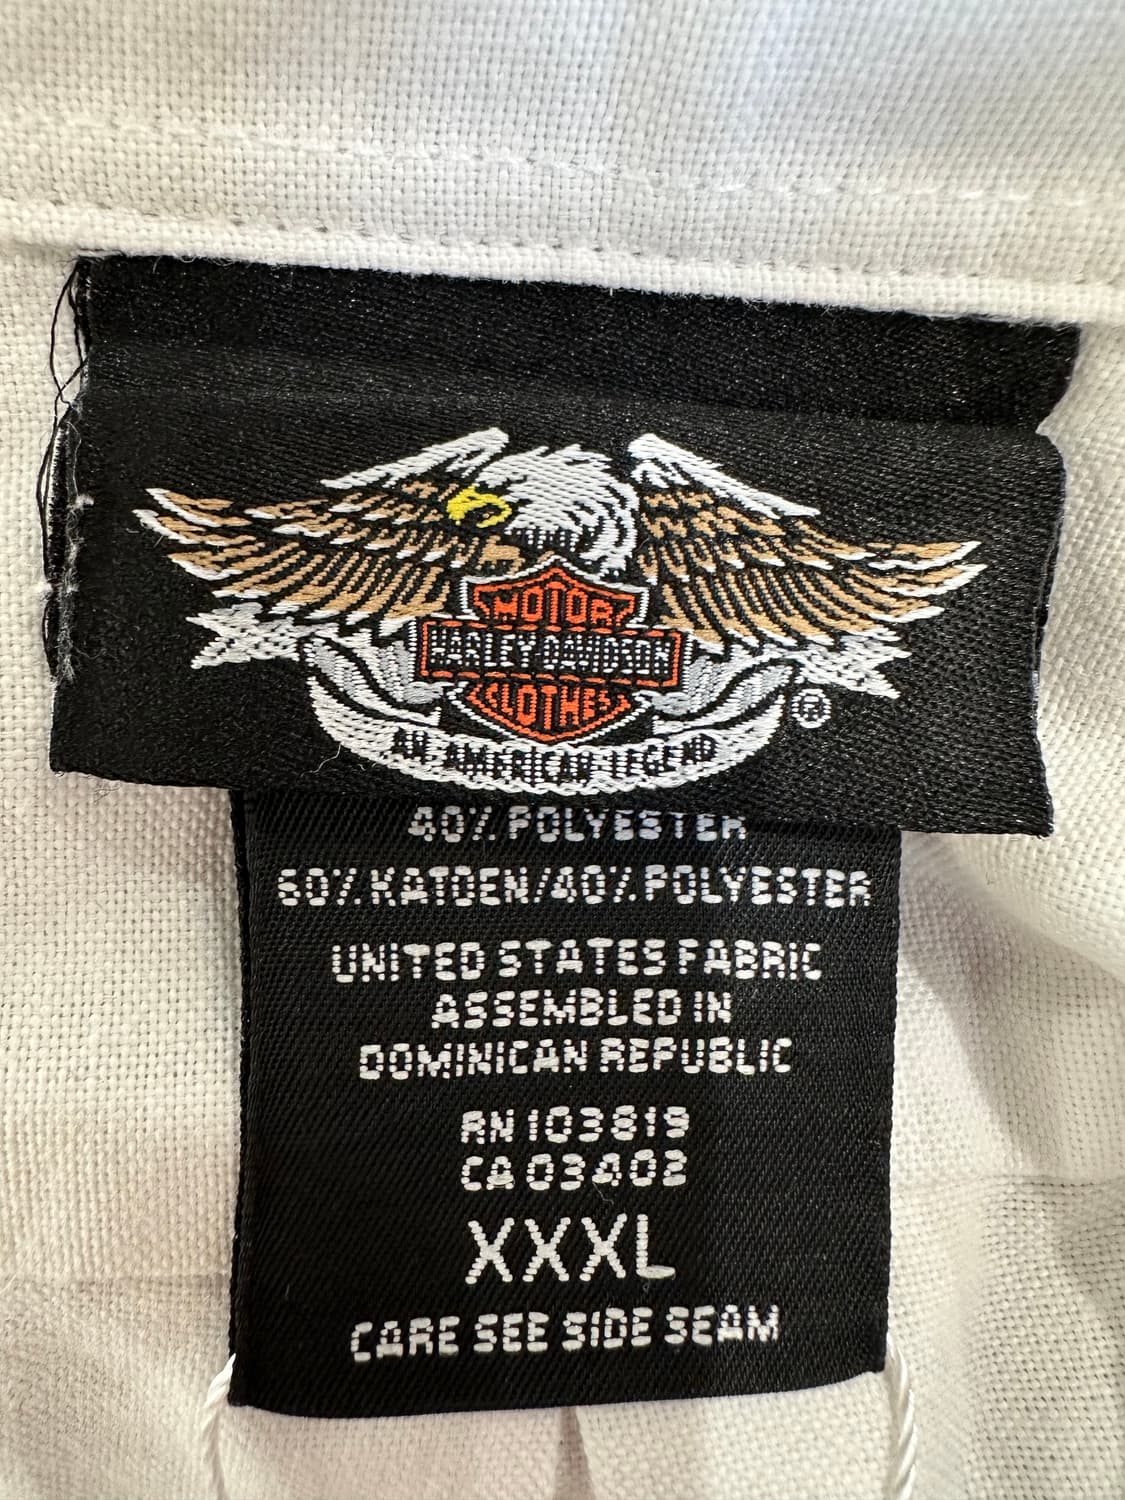 MOTOR
HARLEY-DAVIDSON
CLOTHES
®
AN AMERICAN LEGEND
40% POLYESTER
60% KATOEN/40% POLYESTER
UNITED STATES FABRIC
ASSEMBLED IN
DOMINICAN REPUBLIC
RN 103819
CA 03402
XXXL
CARE SEE SIDE SEAM